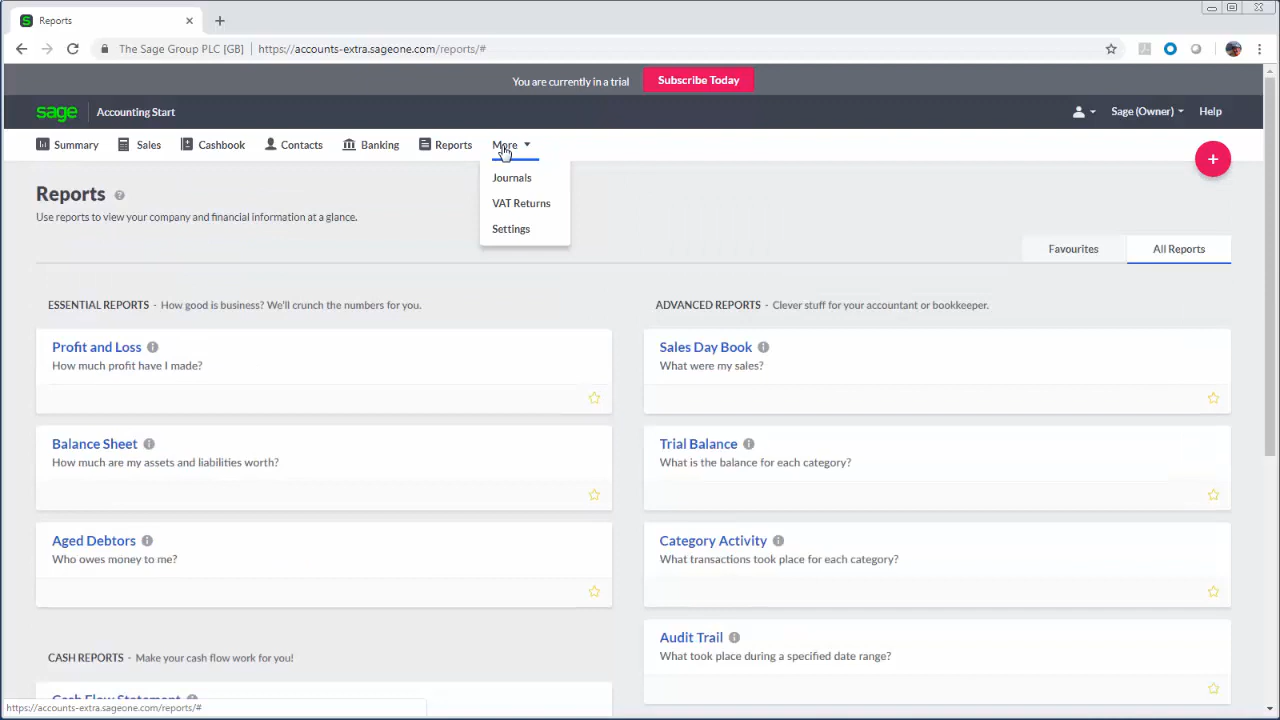 Reports
The Sage Group PLC [GB] https://accounts-extra.sageone.com/reports/#
You are currently in a trial Subscribe Today
sage Accounting Start Sage (Owner) Help
Summary Sales Cashbook Contacts Banking Reports More
Journals
VAT Returns
Settings
+
Reports ?
Use reports to view your company and financial information at a glance.
Favourites All Reports
ESSENTIAL REPORTS - How good is business? We'll crunch the numbers for you.
Profit and Loss
How much profit have I made?
Balance Sheet
How much are my assets and liabilities worth?
Aged Debtors
Who owes money to me?
CASH REPORTS - Make your cash flow work for you!
Cash Flow Statement
ADVANCED REPORTS - Clever stuff for your accountant or bookkeeper.
Sales Day Book
What were my sales?
Trial Balance
What is the balance for each category?
Category Activity
What transactions took place for each category?
Audit Trail
What took place during a specified date range?
https://accounts-extra.sageone.com/reports/#